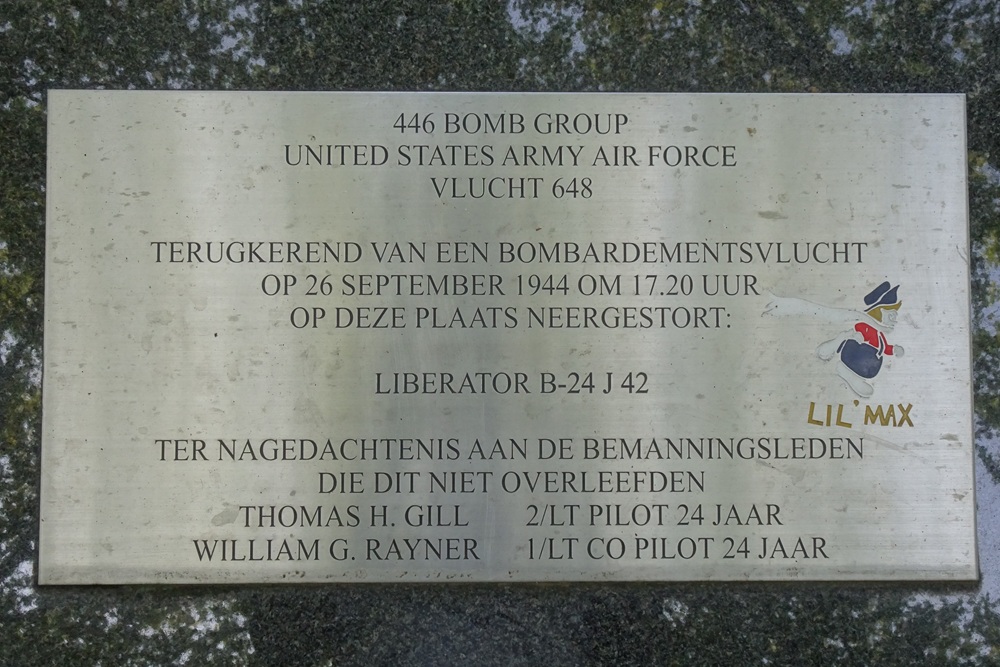 446 BOMB GROUP
UNITED STATES ARMY AIR FORCE
VLUCHT 648
TERUGKEREND VAN EEN BOMBARDEMENTSVLUCHT
OP 26 SEPTEMBER 1944 OM 17.20 UUR
OP DEZE PLAATS NEERGESTORT:
LIBERATOR B-24 J 42
LIL' MAX
TER NAGEDACHTENIS AAN DE BEMANNINGSLEDEN
DIE DIT NIET OVERLEEFDEN
THOMAS H. GILL 2/LT PILOT 24 JAAR
WILLIAM G. RAYNER 1/LT CO PILOT 24 JAAR